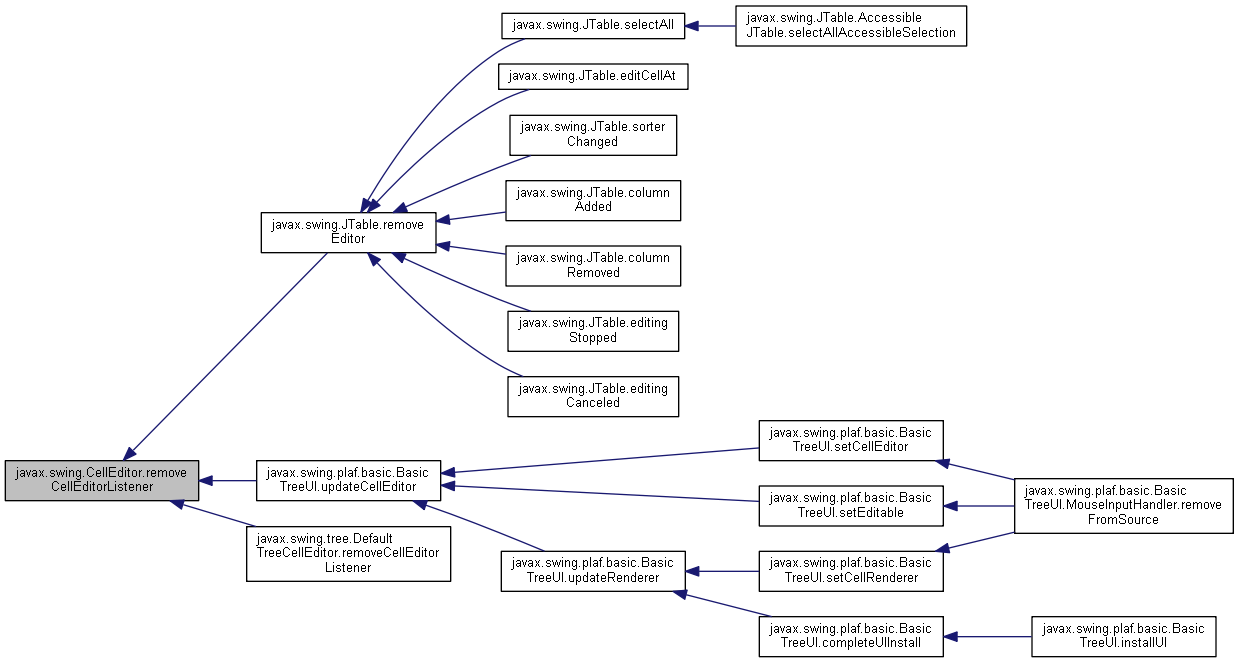 javax.swing.JTable.selectAll
javax.swing.JTable.Accessible
JTable.selectAllAccessibleSelection
javax.swing.JTable.editCellAt
javax.swing.JTable.sorter
Changed
javax.swing.JTable.column
Added
javax.swing.JTable.remove
Editor
javax.swing.JTable.column
Removed
javax.swing.JTable.editing
Stopped
javax.swing.JTable.editing
Canceled
javax.swing.CellEditor.remove
CellEditorListener
javax.swing.plaf.basic.Basic
TreeUI.updateCellEditor
javax.swing.tree.Default
TreeCellEditor.removeCellEditor
Listener
javax.swing.plaf.basic.Basic
TreeUI.setCellEditor
javax.swing.plaf.basic.Basic
TreeUI.setEditable
javax.swing.plaf.basic.Basic
TreeUI.MouseInputHandler.remove
FromSource
javax.swing.plaf.basic.Basic
TreeUI.updateRenderer
javax.swing.plaf.basic.Basic
TreeUI.setCellRenderer
javax.swing.plaf.basic.Basic
TreeUI.completeUIInstall
javax.swing.plaf.basic.Basic
TreeUI.installUI